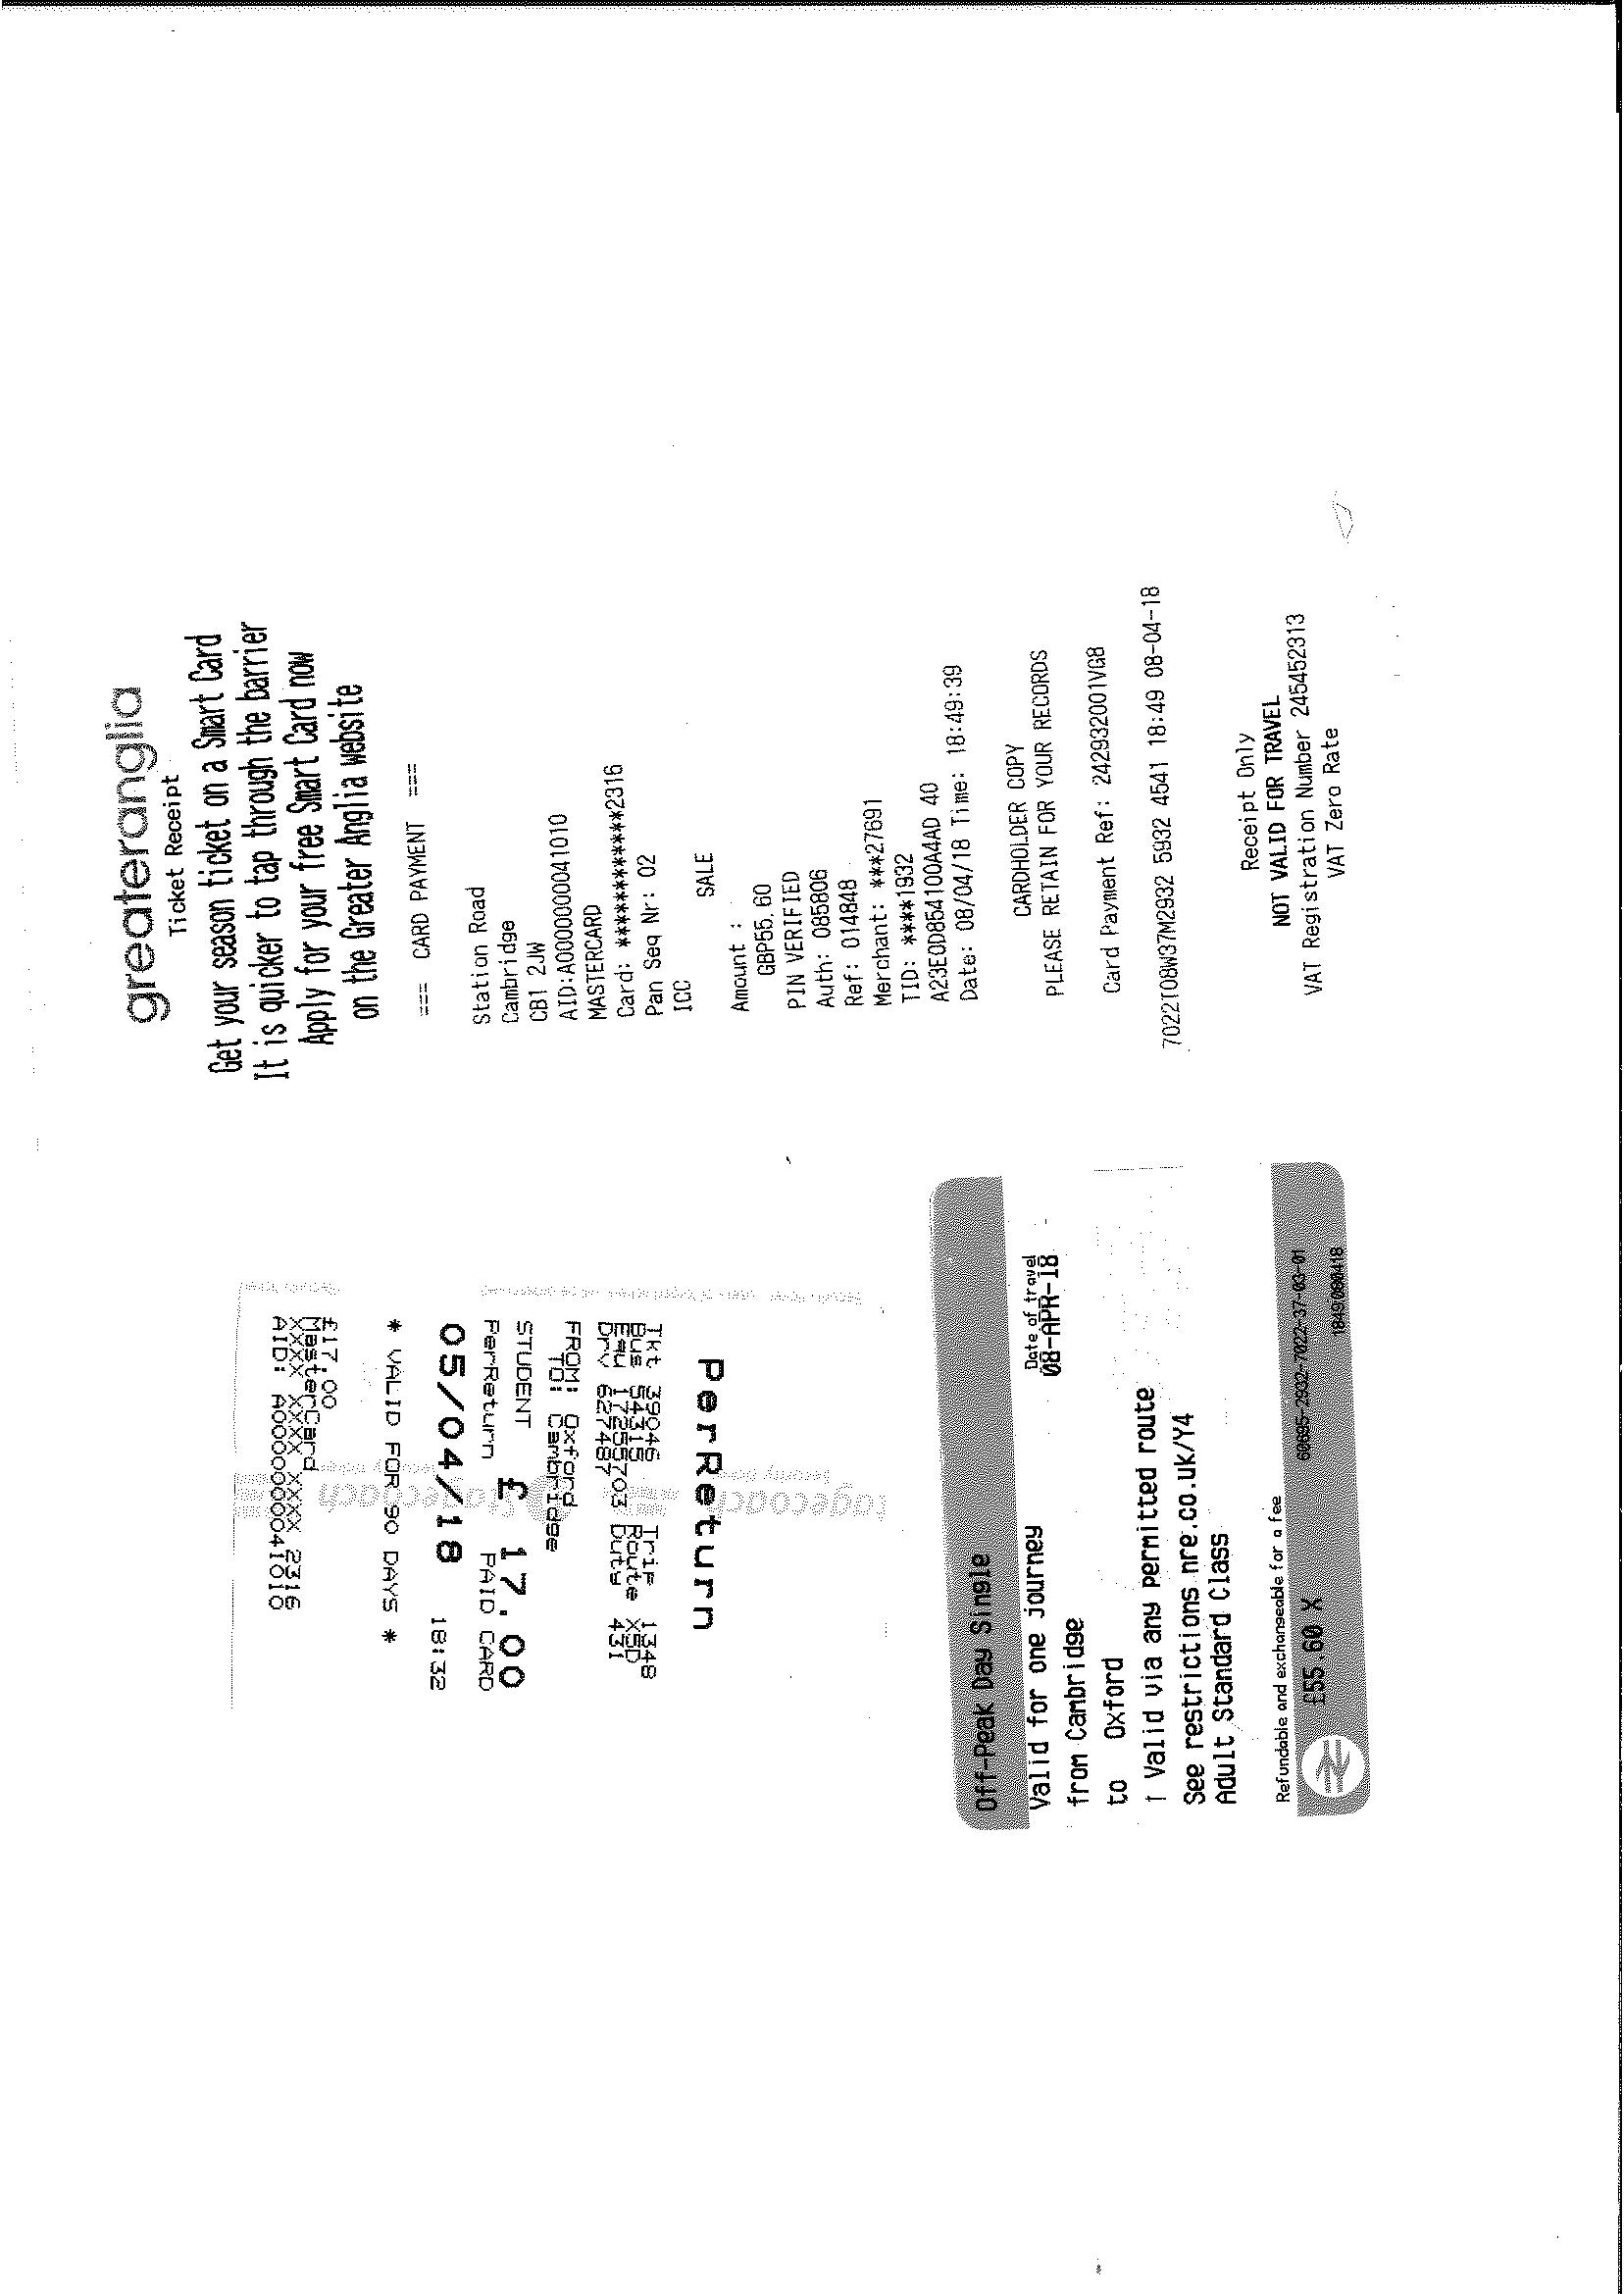 greateranglia
Ticket Receipt
Get your season ticket on a Smart Card
It is quicker to tap through the barrier
Apply for your free Smart Card now
on the Greater Anglia website
=== CARD PAYMENT ===
Station Road
Cambridge
CB1 2JW
AID:A0000000041010
MASTERCARD
Card: ************2316
Pan Seq Nr: 02
ICC
SALE
Amount :
GBP55.60
PIN VERIFIED
Auth: 085806
Ref: 014848
Merchant: ***27691
TID: ****1932
A23E0D854100A4AD 40
Date: 08/04/18 Time: 18:49:39
CARDHOLDER COPY
PLEASE RETAIN FOR YOUR RECORDS
Card Payment Ref: 242932001VG8
7022T08W37M2932 5932 4541 18:49 08-04-18
Receipt Only
NOT VALID FOR TRAVEL
VAT Registration Number 245452313
VAT Zero Rate
PerReturn
Tkt 39046 Trip 1348
Bus 54315 Route X5D
Equ 17255703 Duty 431
Drv 627487
FROM: Oxford
TO: Cambridge
STUDENT £ 17.00
PerReturn PAID CARD
05/04/18 18:32
* VALID FOR 90 DAYS *
£17.00
MasterCard
XXXX XXXX XXXX 2316
AID: A0000000041010
stagecoach
tagecoach
Off-Peak Day Single
Date of travel
Valid for one journey 08-APR-18
from Cambridge
to Oxford
† Valid via any permitted route
See restrictions nre.co.uk/Y4
Adult Standard Class
Refundable and exchangeable for a fee
60695-2932-7022-37-03-01
£55.60 X
1849 080418